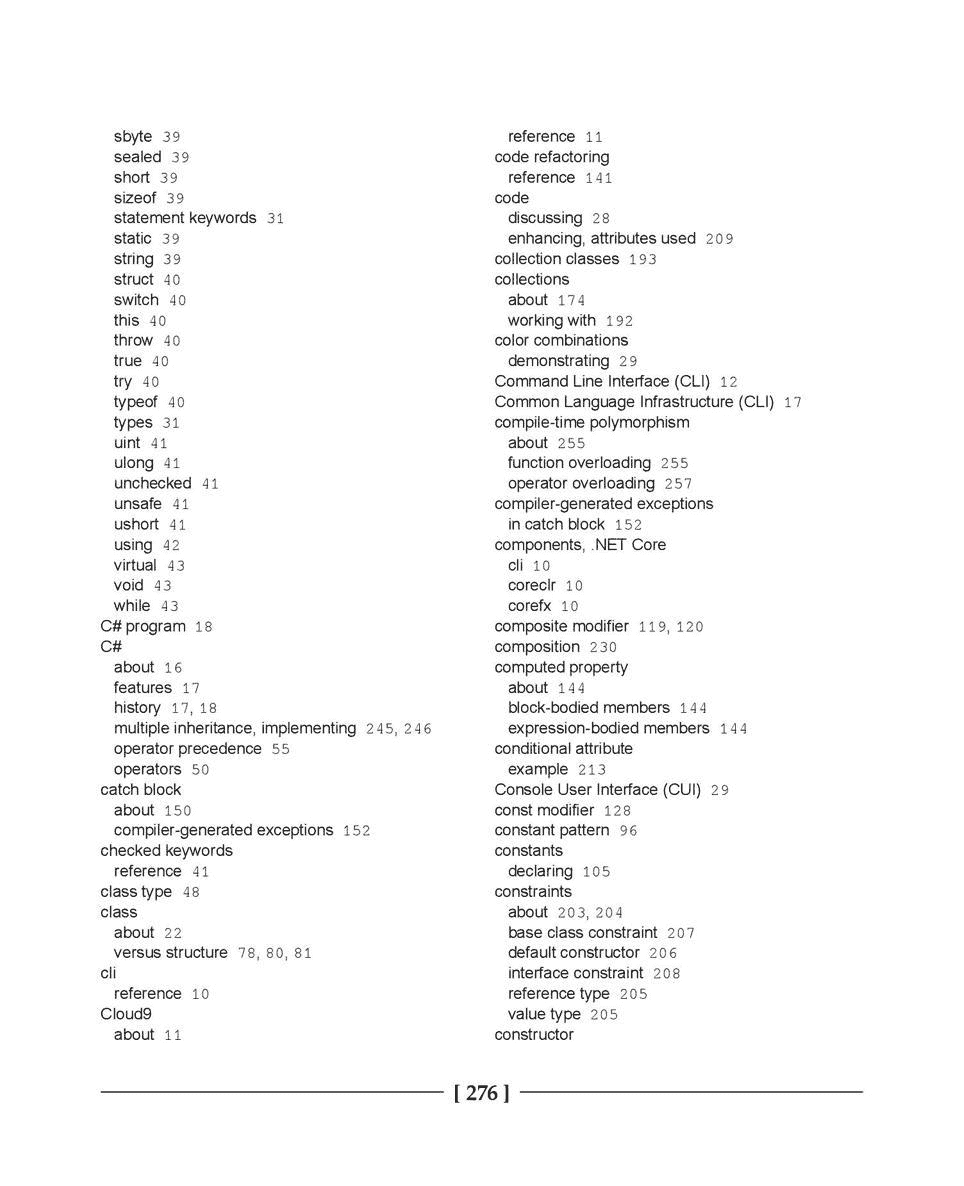 sbyte 39
sealed 39
short 39
sizeof 39
statement keywords 31
static 39
string 39
struct 40
switch 40
this 40
throw 40
true 40
try 40
typeof 40
types 31
uint 41
ulong 41
unchecked 41
unsafe 41
ushort 41
using 42
virtual 43
void 43
while 43
C# program 18
C#
about 16
features 17
history 17, 18
multiple inheritance, implementing 245, 246
operator precedence 55
operators 50
catch block
about 150
compiler-generated exceptions 152
checked keywords
reference 41
class type 48
class
about 22
versus structure 78, 80, 81
cli
reference 10
Cloud9
about 11
reference 11
code refactoring
reference 141
code
discussing 28
enhancing, attributes used 209
collection classes 193
collections
about 174
working with 192
color combinations
demonstrating 29
Command Line Interface (CLI) 12
Common Language Infrastructure (CLI) 17
compile-time polymorphism
about 255
function overloading 255
operator overloading 257
compiler-generated exceptions
in catch block 152
components, .NET Core
cli 10
coreclr 10
corefx 10
composite modifier 119, 120
composition 230
computed property
about 144
block-bodied members 144
expression-bodied members 144
conditional attribute
example 213
Console User Interface (CUI) 29
const modifier 128
constant pattern 96
constants
declaring 105
constraints
about 203, 204
base class constraint 207
default constructor 206
interface constraint 208
reference type 205
value type 205
constructor
[ 276 ]